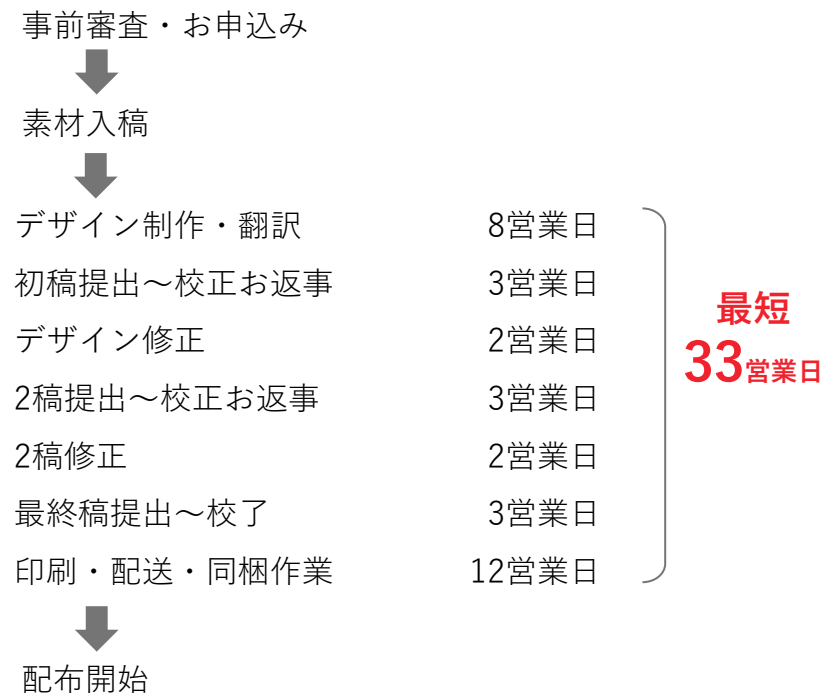 事前審査・お申込み
素材入稿
デザイン制作・翻訳 8営業日
初稿提出～校正お返事 3営業日
デザイン修正 2営業日
2稿提出～校正お返事 3営業日
2稿修正 2営業日
最終稿提出～校了 3営業日
印刷・配送・同梱作業 12営業日
最短
33営業日
配布開始